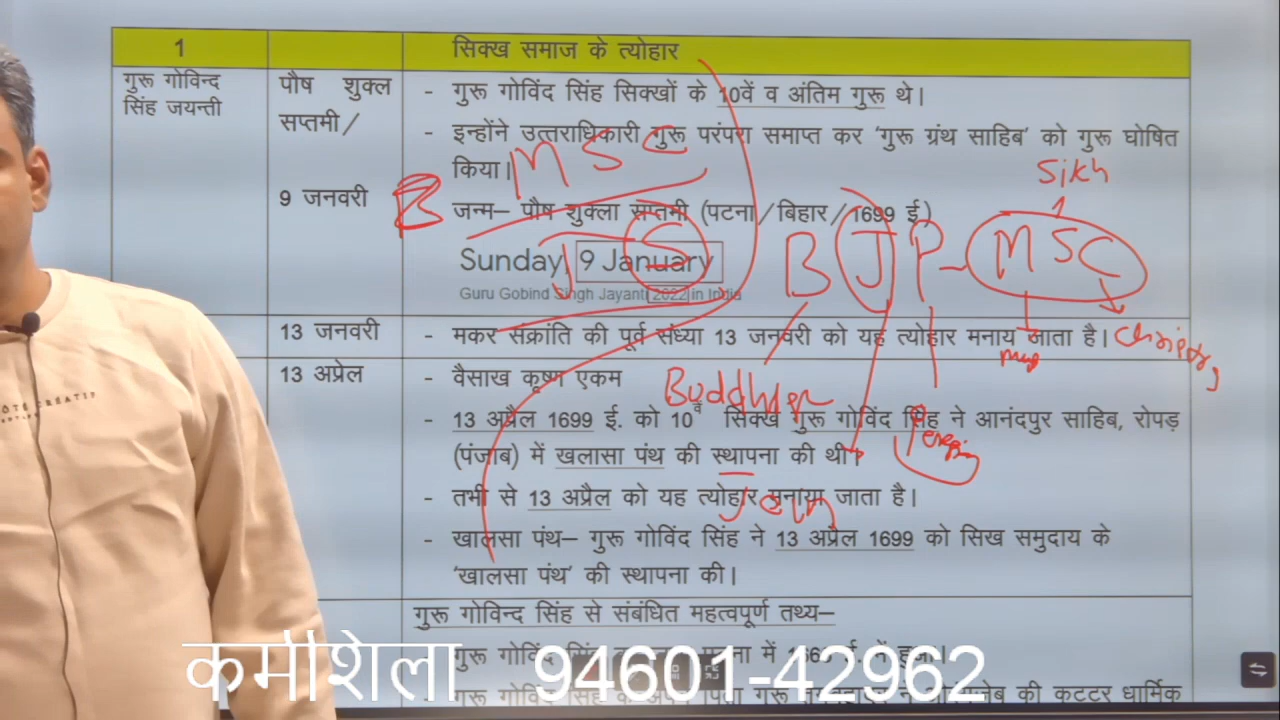 1 सिक्ख समाज के त्योहार
गुरू गोविन्द सिंह जयन्ती
पौष शुक्ल सप्तमी /
9 जनवरी
- गुरू गोविंद सिंह सिक्खों के 10वें व अंतिम गुरू थे।
- इन्होंने उत्तराधिकारी गुरू परंपरा समाप्त कर 'गुरू ग्रंथ साहिब' को गुरू घोषित
किया।
MSC
Sikh
B
जन्म– पौष शुक्ला सप्तमी (पटना/बिहार/1699 ई)
BJP-MSC
J S
Sunday, 9 January
Guru Gobind Singh Jayanti 2022 in India
13 जनवरी - मकर संक्रांति की पूर्व संध्या 13 जनवरी को यह त्योहार मनाय जाता है।
13 अप्रेल - वैसाख कृष्ण एकम
- 13 अप्रैल 1699 ई. को 10वें सिक्ख गुरू गोविंद सिंह ने आनंदपुर साहिब, रोपड़
(पंजाब) में खलासा पंथ की स्थापना की थी।
- तभी से 13 अप्रैल को यह त्योहार मनाया जाता है।
Jain
- खालसा पंथ– गुरू गोविंद सिंह ने 13 अप्रैल 1699 को सिख समुदाय के
'खालसा पंथ' की स्थापना की।
गुरू गोविन्द सिंह से संबंधित महत्वपूर्ण तथ्य–
गुरू गोविंद
कर्मशिला 94601-42962
की कटटर धार्मिक